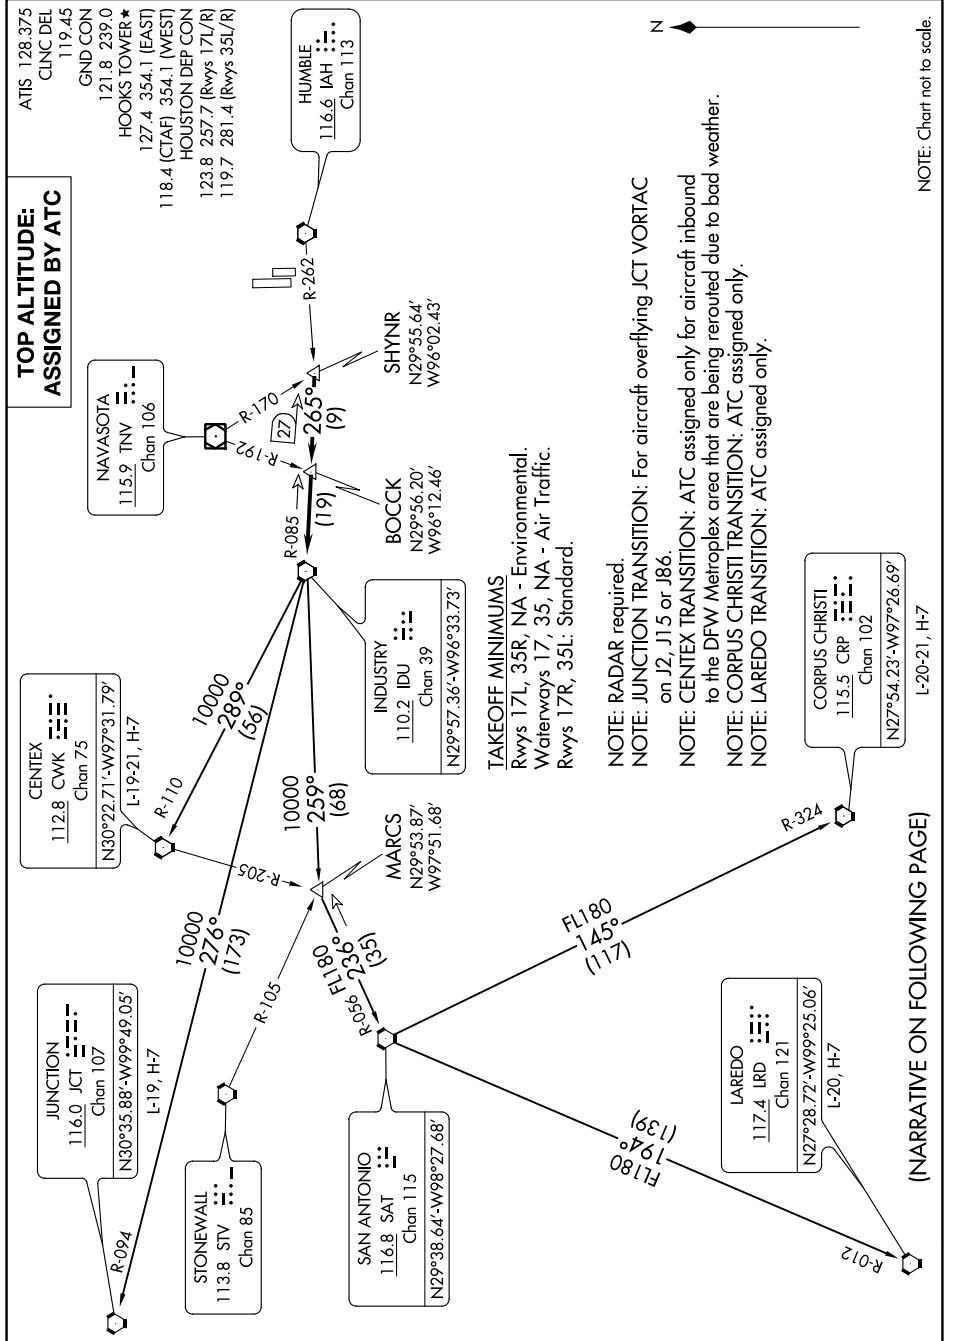 TOP ALTITUDE:
ASSIGNED BY ATC
ATIS 128.375
CLNC DEL
119.45
GND CON
121.8 239.0
HOOKS TOWER★
127.4 354.1 (EAST)
118.4 (CTAF) 354.1 (WEST)
HOUSTON DEP CON
123.8 257.7 (Rwys 17L/R)
119.7 281.4 (Rwys 35L/R)
JUNCTION
116.0 JCT
Chan 107
N30°35.88'-W99°49.05'
L-19, H-7
R-094
CENTEX
112.8 CWK
Chan 75
N30°22.71'-W97°31.79'
L-19-21, H-7
R-110
R-205
NAVASOTA
115.9 TNV
Chan 106
R-170
R-192
HUMBLE
116.6 IAH
Chan 113
R-262
10000
276°
(173)
10000
289°
(56)
10000
259°
(68)
R-085
(19)
27
265°
(9)
SHYNR
N29°55.64'
W96°02.43'
BOCCK
N29°56.20'
W96°12.46'
INDUSTRY
110.2 IDU
Chan 39
N29°57.36'-W96°33.73'
MARCS
N29°53.87'
W97°51.68'
STONEWALL
113.8 STV
Chan 85
R-105
FL180
236°
(35)
R-056
SAN ANTONIO
116.8 SAT
Chan 115
N29°38.64'-W98°27.68'
FL180
145°
(117)
R-324
FL180
194°
(139)
R-012
LAREDO
117.4 LRD
Chan 121
N27°28.72'-W99°25.06'
L-20, H-7
CORPUS CHRISTI
115.5 CRP
Chan 102
N27°54.23'-W97°26.69'
L-20-21, H-7
TAKEOFF MINIMUMS
Rwys 17L, 35R, NA - Environmental.
Waterways 17, 35, NA - Air Traffic.
Rwys 17R, 35L: Standard.
NOTE: RADAR required.
NOTE: JUNCTION TRANSITION: For aircraft overflying JCT VORTAC
on J2, J15 or J86.
NOTE: CENTEX TRANSITION: ATC assigned only for aircraft inbound
to the DFW Metroplex area that are being rerouted due to bad weather.
NOTE: CORPUS CHRISTI TRANSITION: ATC assigned only.
NOTE: LAREDO TRANSITION: ATC assigned only.
N
(NARRATIVE ON FOLLOWING PAGE)
NOTE: Chart not to scale.